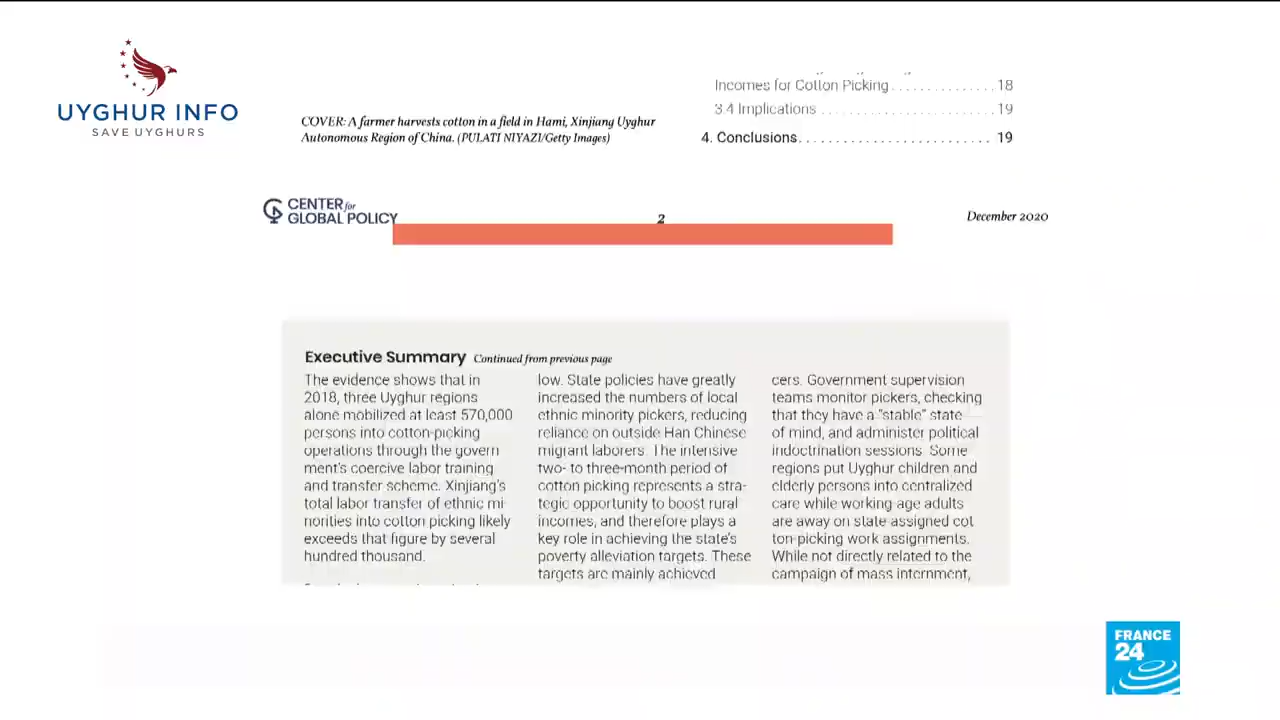 UYGHUR INFO
SAVE UYGHURS
COVER: A farmer harvests cotton in a field in Hami, Xinjiang Uyghur
Autonomous Region of China. (PULATI NIYAZI/Getty Images)
Incomes for Cotton Picking . . . . . . . . . . . . . . 18
3.4 Implications . . . . . . . . . . . . . . . . . . . . . . . . 19
4. Conclusions. . . . . . . . . . . . . . . . . . . . . . . . . . 19
CENTER for
GLOBAL POLICY
2
December 2020
Executive Summary Continued from previous page
The evidence shows that in
2018, three Uyghur regions
alone mobilized at least 570,000
persons into cotton-picking
operations through the govern
ment's coercive labor training
and transfer scheme. Xinjiang's
total labor transfer of ethnic mi
norities into cotton picking likely
exceeds that figure by several
hundred thousand.
low. State policies have greatly
increased the numbers of local
ethnic minority pickers, reducing
reliance on outside Han Chinese
migrant laborers. The intensive
two- to three-month period of
cotton picking represents a stra-
tegic opportunity to boost rural
incomes, and therefore plays a
key role in achieving the state's
poverty alleviation targets. These
targets are mainly achieved
cers. Government supervision
teams monitor pickers, checking
that they have a "stable" state
of mind, and administer political
indoctrination sessions. Some
regions put Uyghur children and
elderly persons into centralized
care while working-age adults
are away on state assigned cot
ton-picking work assignments.
While not directly related to the
campaign of mass internment,
FRANCE
24